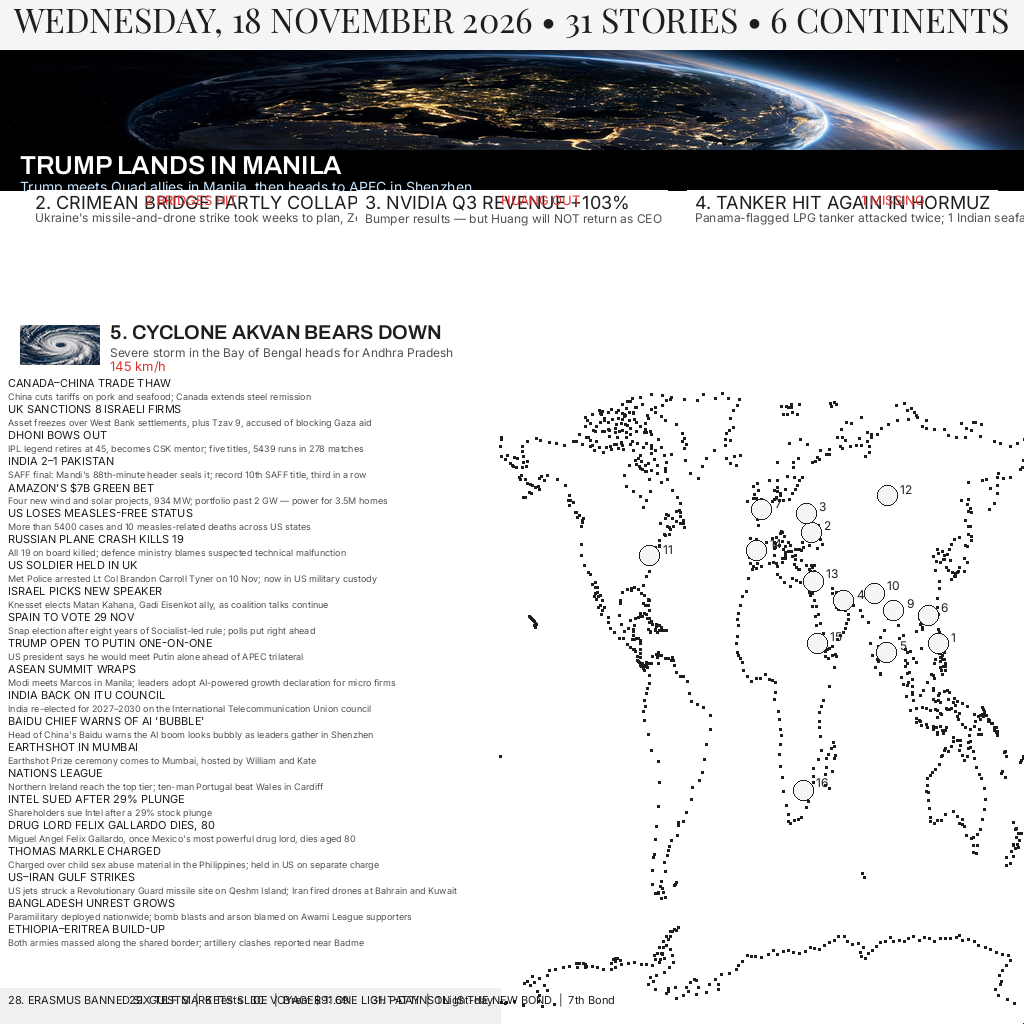 WEDNESDAY, 18 NOVEMBER 2026 • 31 STORIES • 6 CONTINENTS
TRUMP LANDS IN MANILA
Trump meets Quad allies in Manila, then heads to APEC in Shenzhen
2. CRIMEAN BRIDGE PARTLY COLLAP
2 BRIDGES HIT
Ukraine's missile-and-drone strike took weeks to plan, Ze
3. NVIDIA Q3 REVENUE +103%
HUANG OUT
Bumper results — but Huang will NOT return as CEO
4. TANKER HIT AGAIN IN HORMUZ
1 MISSING
Panama-flagged LPG tanker attacked twice; 1 Indian seafa
5. CYCLONE AKVAN BEARS DOWN
Severe storm in the Bay of Bengal heads for Andhra Pradesh
145 km/h
CANADA–CHINA TRADE THAW
China cuts tariffs on pork and seafood; Canada extends steel remission
UK SANCTIONS 8 ISRAELI FIRMS
Asset freezes over West Bank settlements, plus Tzav 9, accused of blocking Gaza aid
DHONI BOWS OUT
IPL legend retires at 45, becomes CSK mentor; five titles, 5439 runs in 278 matches
INDIA 2–1 PAKISTAN
SAFF final: Mandi's 88th-minute header seals it; record 10th SAFF title, third in a row
AMAZON'S $7B GREEN BET
Four new wind and solar projects, 934 MW; portfolio past 2 GW — power for 3.5M homes
US LOSES MEASLES-FREE STATUS
More than 5400 cases and 10 measles-related deaths across US states
RUSSIAN PLANE CRASH KILLS 19
All 19 on board killed; defence ministry blames suspected technical malfunction
US SOLDIER HELD IN UK
Met Police arrested Lt Col Brandon Carroll Tyner on 10 Nov; now in US military custody
ISRAEL PICKS NEW SPEAKER
Knesset elects Matan Kahana, Gadi Eisenkot ally, as coalition talks continue
SPAIN TO VOTE 29 NOV
Snap election after eight years of Socialist-led rule; polls put right ahead
TRUMP OPEN TO PUTIN ONE-ON-ONE
US president says he would meet Putin alone ahead of APEC trilateral
ASEAN SUMMIT WRAPS
Modi meets Marcos in Manila; leaders adopt AI-powered growth declaration for micro firms
INDIA BACK ON ITU COUNCIL
India re-elected for 2027–2030 on the International Telecommunication Union council
BAIDU CHIEF WARNS OF AI 'BUBBLE'
Head of China's Baidu warns the AI boom looks bubbly as leaders gather in Shenzhen
EARTHSHOT IN MUMBAI
Earthshot Prize ceremony comes to Mumbai, hosted by William and Kate
NATIONS LEAGUE
Northern Ireland reach the top tier; ten-man Portugal beat Wales in Cardiff
INTEL SUED AFTER 29% PLUNGE
Shareholders sue Intel after a 29% stock plunge
DRUG LORD FELIX GALLARDO DIES, 80
Miguel Angel Felix Gallardo, once Mexico's most powerful drug lord, dies aged 80
THOMAS MARKLE CHARGED
Charged over child sex abuse material in the Philippines; held in US on separate charge
US–IRAN GULF STRIKES
US jets struck a Revolutionary Guard missile site on Qeshm Island; Iran fired drones at Bahrain and Kuwait
BANGLADESH UNREST GROWS
Paramilitary deployed nationwide; bomb blasts and arson blamed on Awami League supporters
ETHIOPIA–ERITREA BUILD-UP
Both armies massed along the shared border; artillery clashes reported near Badme
12
7
3
2
11
13
10
4
9
6
15
5
1
16
28. ERASMUS BANNED SIX TESTS
NEW BOND | 7th Bond